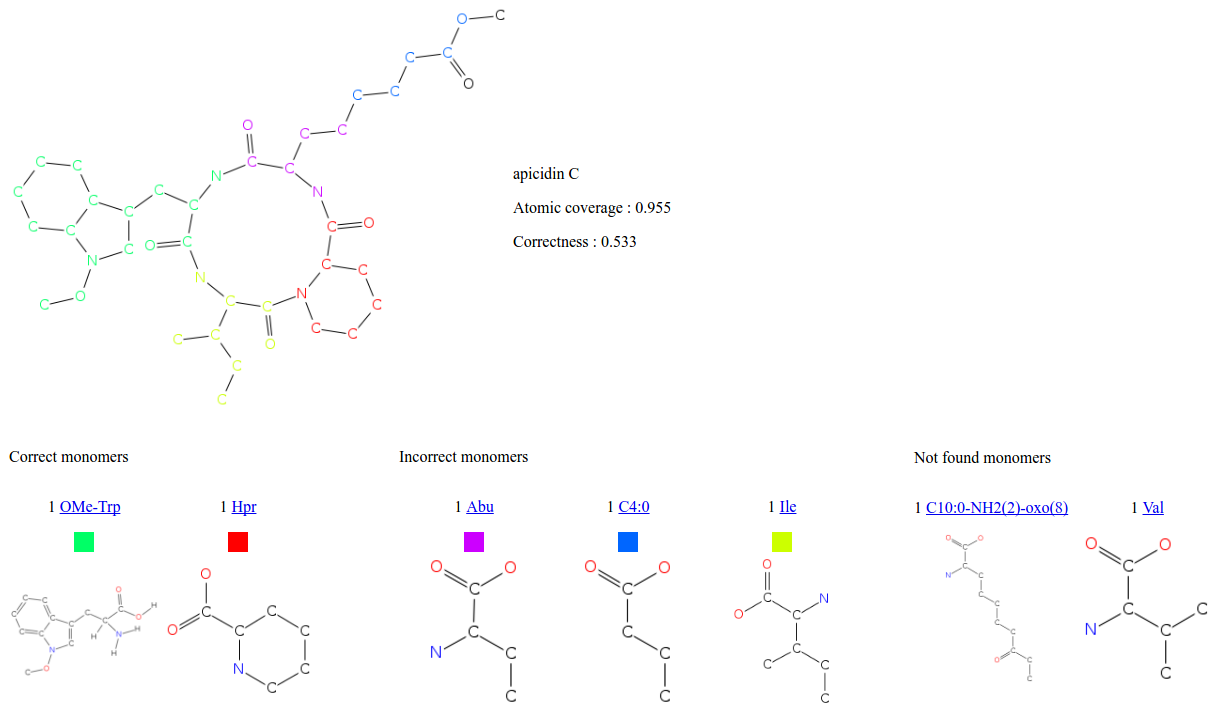 apicidin C
Atomic coverage : 0.955
Correctness : 0.533
Correct monomers
Incorrect monomers
Not found monomers
1 OMe-Trp
1 Hpr
1 Abu
1 C4:0
1 Ile
1 C10:0-NH2(2)-oxo(8)
1 Val